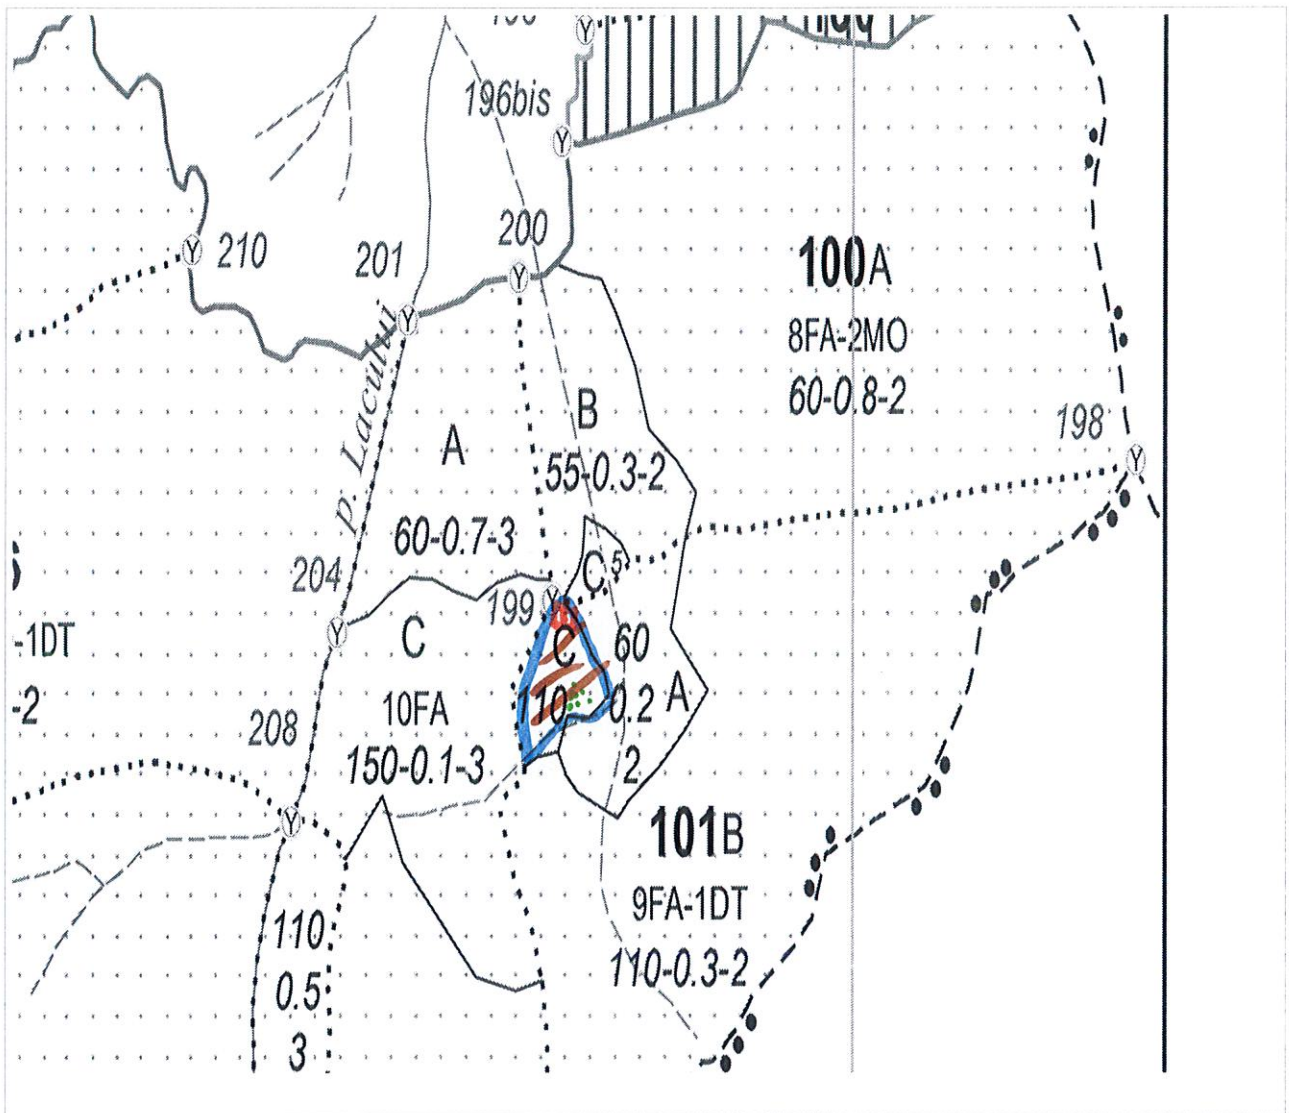 196bis
200
210
201
100A
8FA-2MO
60-0.8-2
p. Lacului
B
198
A
55-0.3-2
60-0.7-3
204
C 5
199
-1DT
C
C
60
10FA
110
0.2
A
-2
208
150-0.1-3
2
101B
9FA-1DT
110
110-0.3-2
0.5
3
Y
Y
Y
Y
Y
Y
Y
Y
Y